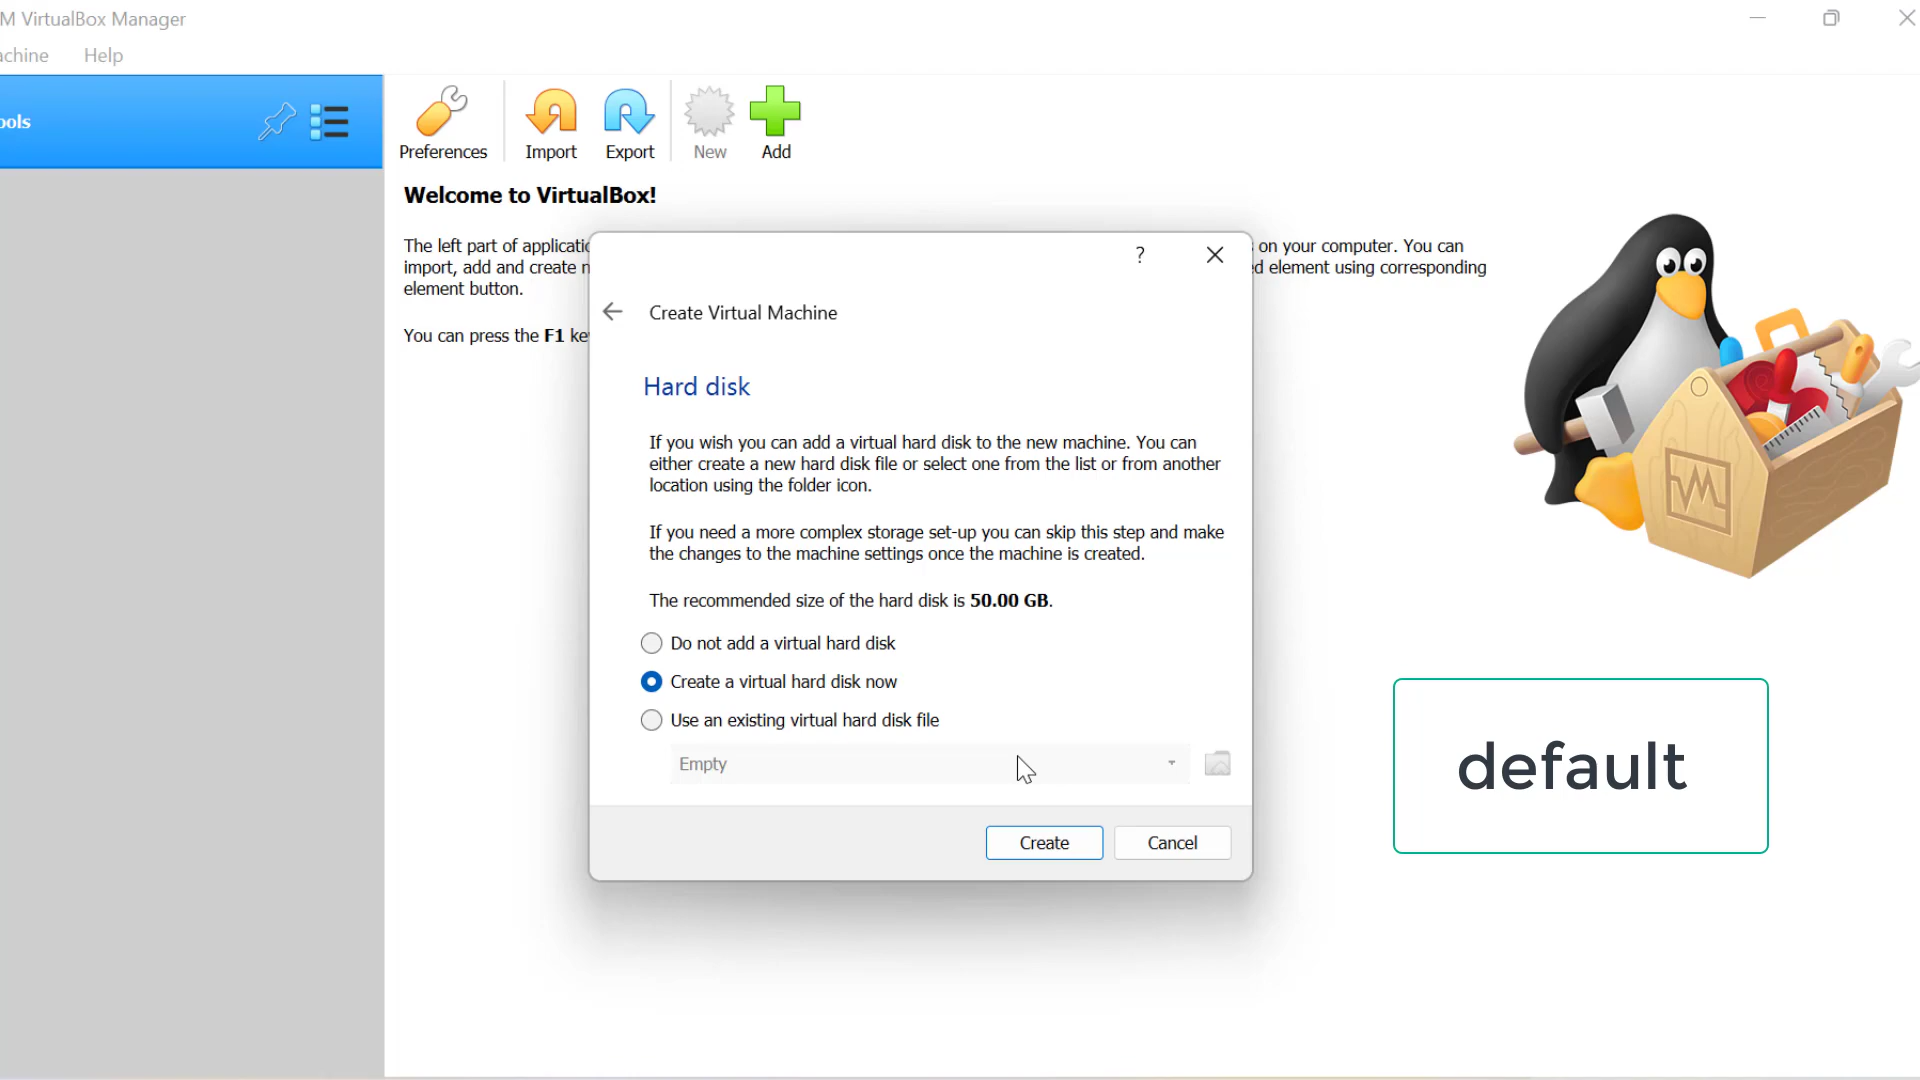 M VirtualBox Manager
achine Help
ools
Preferences Import Export New Add
Welcome to VirtualBox!
The left part of applicatio on your computer. You can
import, add and create n d element using corresponding
element button.
You can press the F1 ke
? 
Create Virtual Machine
Hard disk
If you wish you can add a virtual hard disk to the new machine. You can
either create a new hard disk file or select one from the list or from another
location using the folder icon.
If you need a more complex storage set-up you can skip this step and make
the changes to the machine settings once the machine is created.
The recommended size of the hard disk is 50.00 GB.
Do not add a virtual hard disk
Create a virtual hard disk now
Use an existing virtual hard disk file
Empty
Create Cancel
default